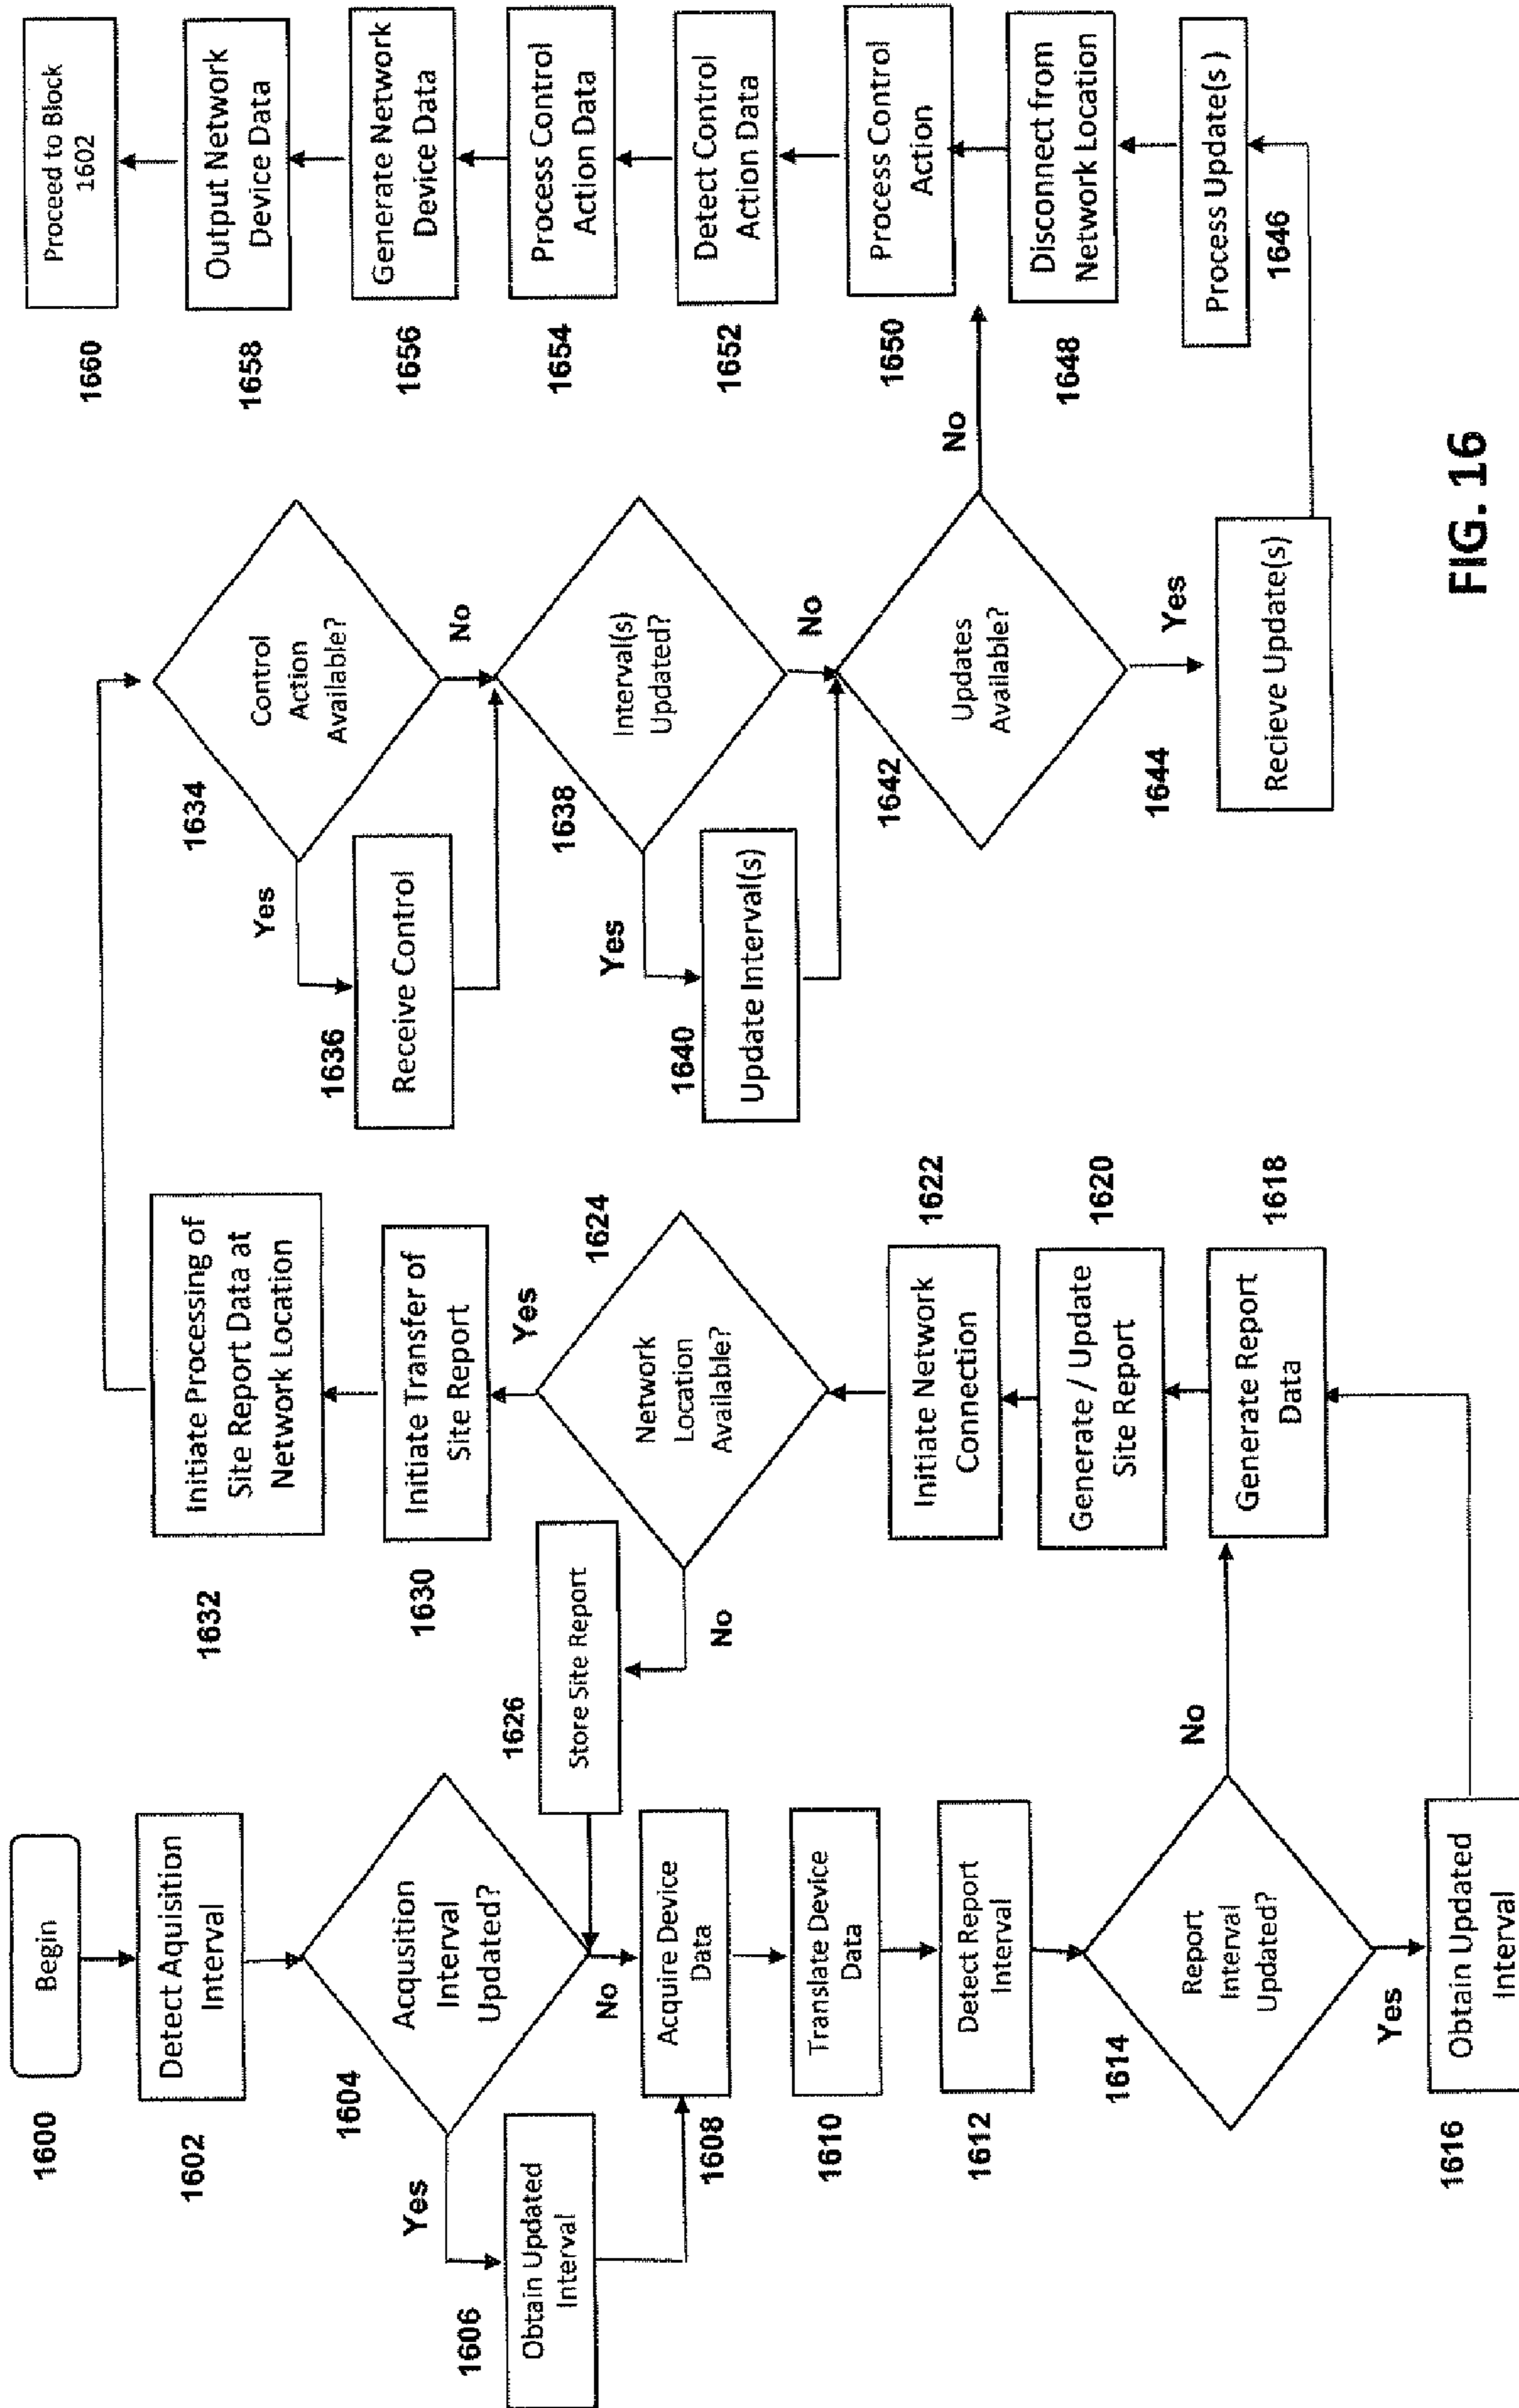 1600
Begin
1602
Detect Aquisition
Interval
1604
Acqusition
Interval
Updated?
Yes
No
1606
Obtain Updated
Interval
1608
Acquire Device
Data
1610
Translate Device
Data
1612
Detect Report
Interval
1614
Report
Interval
Updated?
Yes
No
1616
Obtain Updated
Interval
1618
Generate Report
Data
1620
Generate / Update
Site Report
1622
Initiate Network
Connection
1624
Network
Location
Available?
No
Yes
1626
Store Site Report
1630
Initiate Transfer of
Site Report
1632
Initiate Processing of
Site Report Data at
Network Location
1634
Control
Action
Available?
Yes
No
1636
Receive Control
1638
Interval(s)
Updated?
Yes
No
1640
Update Interval(s)
1642
Updates
Available?
No
Yes
1644
Recieve Update(s)
1646
Process Update(s )
1648
Disconnect from
Network Location
1650
Process Control
Action
1652
Detect Control
Action Data
1654
Process Control
Action Data
1656
Generate Network
Device Data
1658
Output Network
Device Data
1660
Proceed to Block
1602
FIG. 16